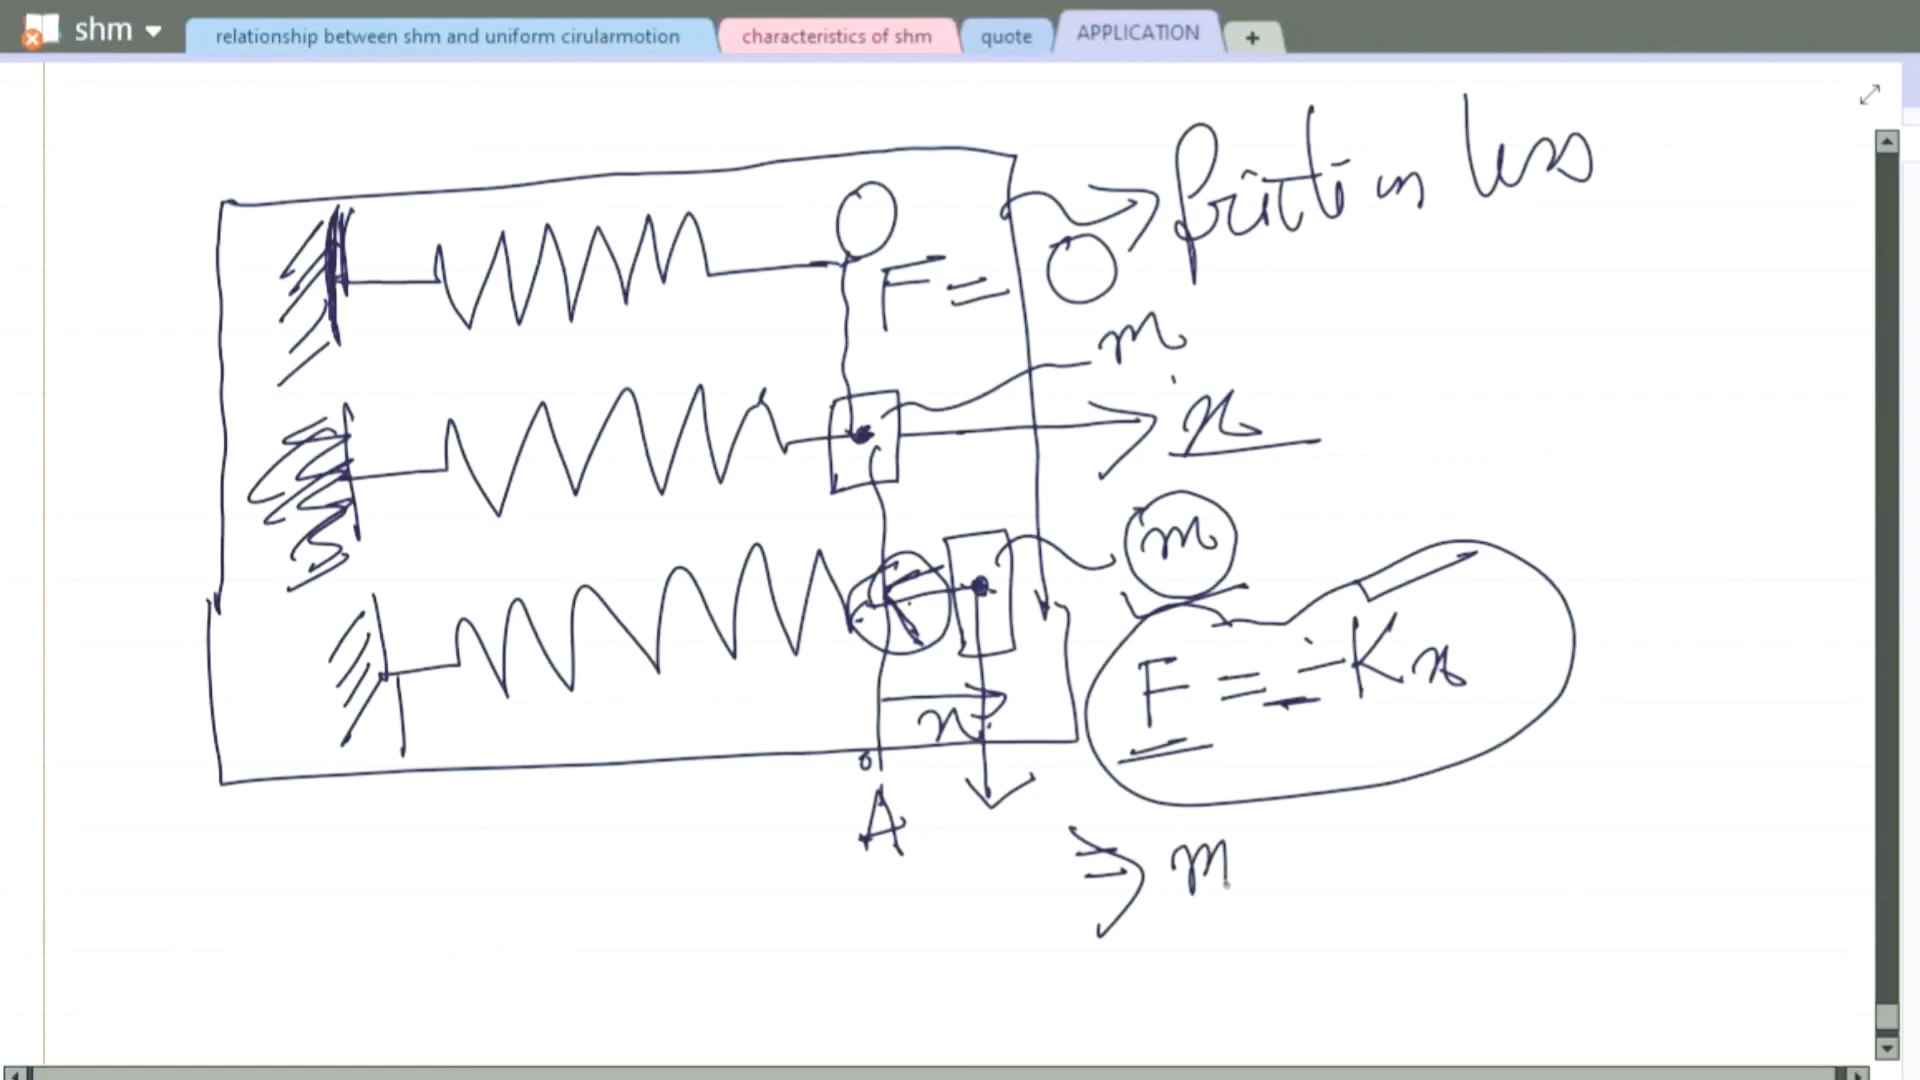 shm
relationship between shm and uniform cirularmotion
characteristics of shm
quote
APPLICATION
+
friction less
F = O
m
x
m
F = -Kx
x
A
⇒ m